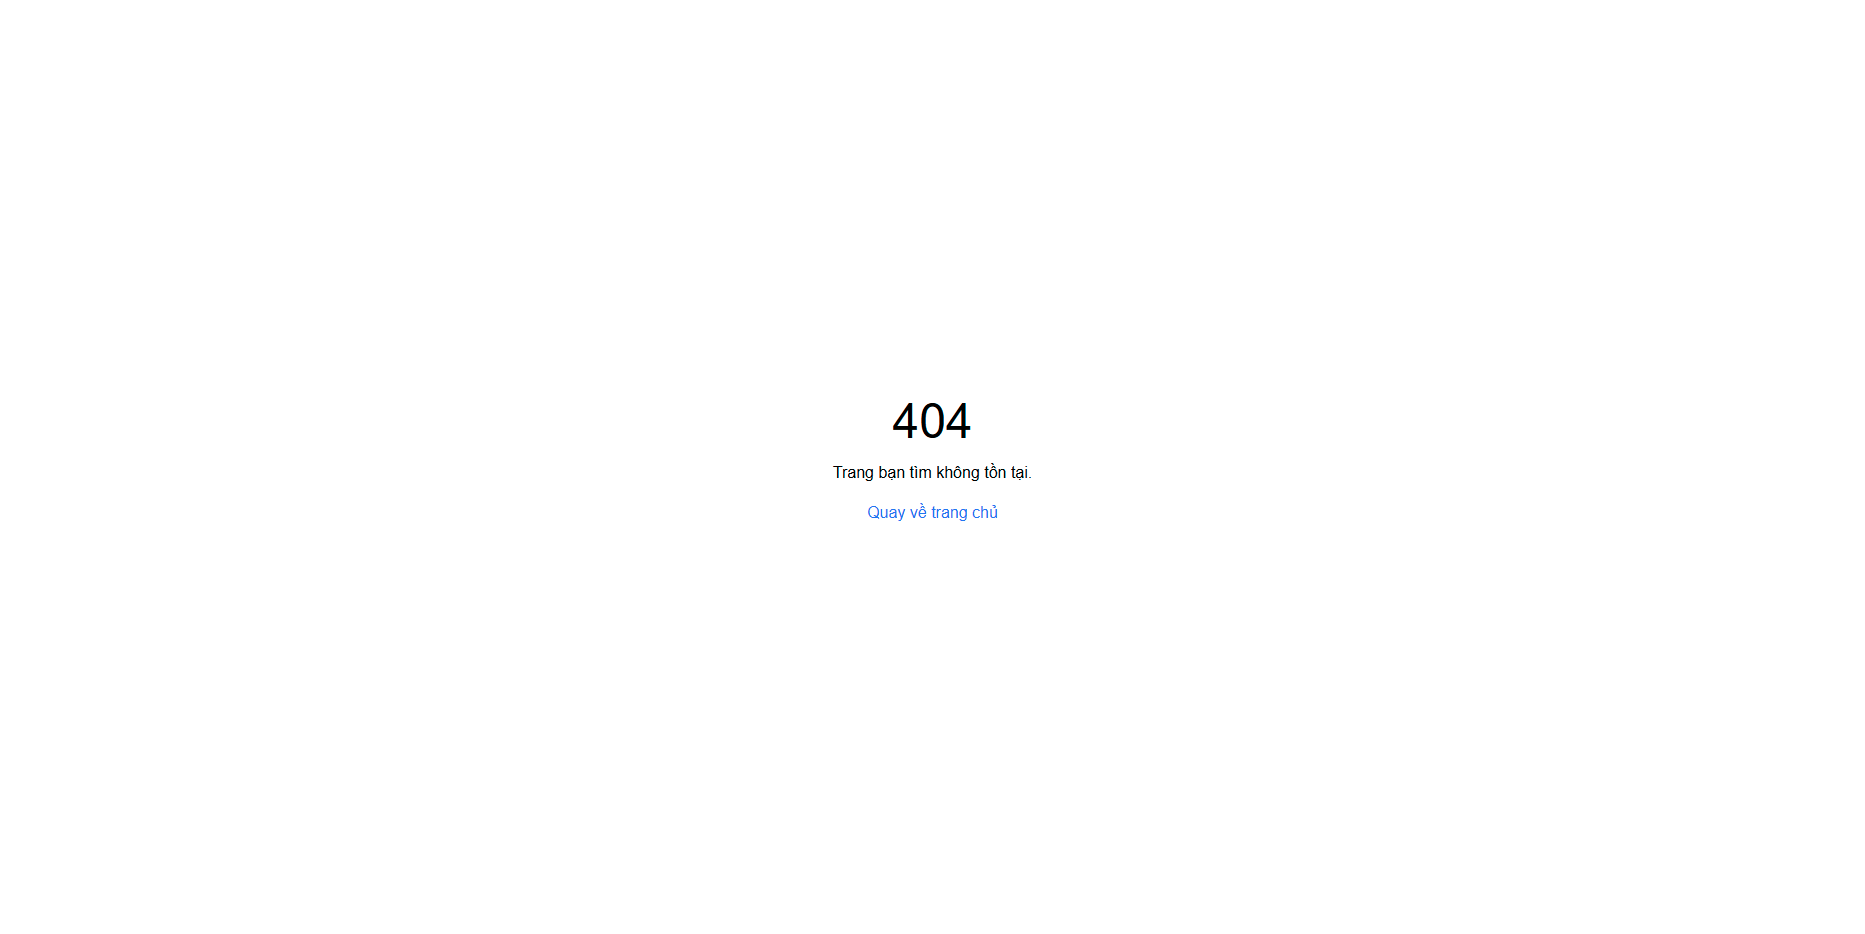 404
Trang bạn tìm không tồn tại.
Quay về trang chủ